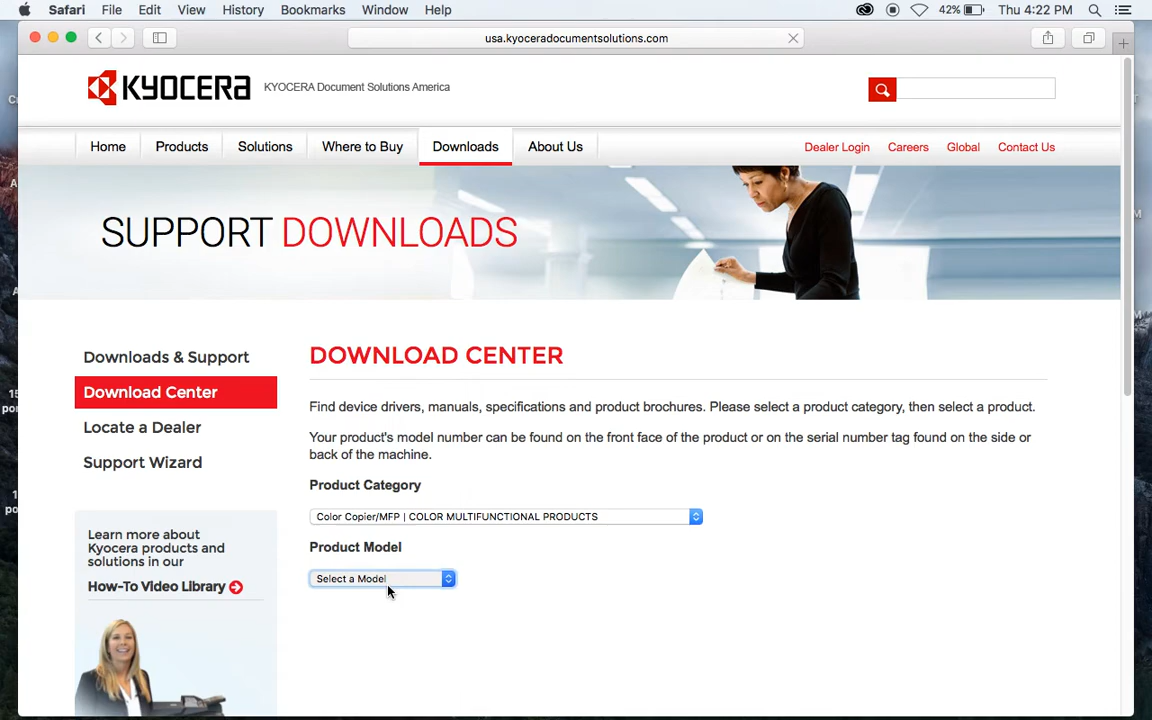 Safari File Edit View History Bookmarks Window Help 42% Thu 4:22 PM
usa.kyoceradocumentsolutions.com
KYOCERA KYOCERA Document Solutions America
Home Products Solutions Where to Buy Downloads About Us Dealer Login Careers Global Contact Us
SUPPORT DOWNLOADS
Downloads & Support
Download Center
Locate a Dealer
Support Wizard
Learn more about
Kyocera products and
solutions in our
How-To Video Library
DOWNLOAD CENTER
Find device drivers, manuals, specifications and product brochures. Please select a product category, then select a product.
Your product's model number can be found on the front face of the product or on the serial number tag found on the side or
back of the machine.
Product Category
Color Copier/MFP | COLOR MULTIFUNCTIONAL PRODUCTS
Product Model
Select a Model